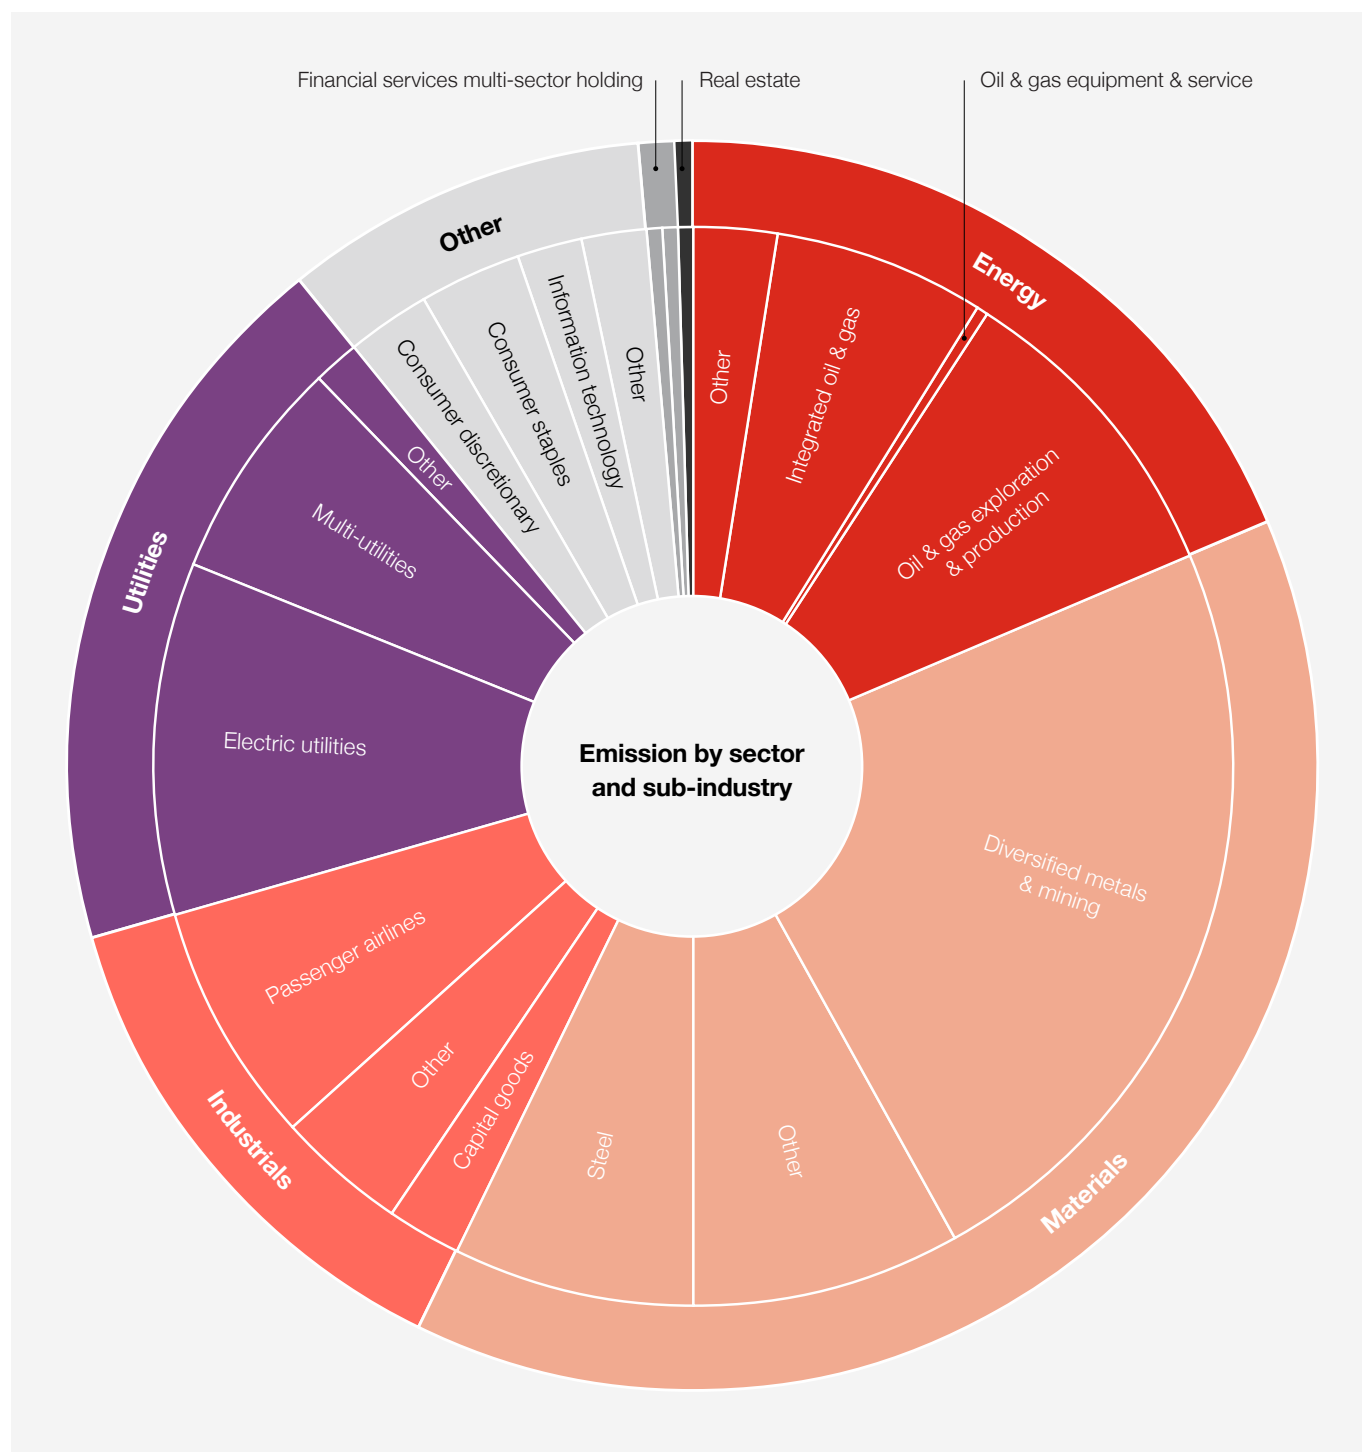 Financial services multi-sector holding
Real estate
Oil & gas equipment & service
Other
Energy
Other
Integrated oil & gas
Oil & gas exploration
& production
Consumer discretionary
Consumer staples
Information technology
Other
Other
Multi-utilities
Utilities
Electric utilities
Emission by sector
and sub-industry
Diversified metals
& mining
Passenger airlines
Other
Capital goods
Industrials
Steel
Other
Materials